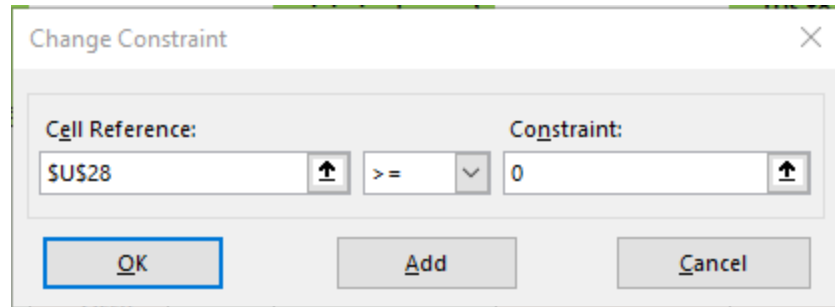 Change Constraint
Cell Reference:
Constraint:
$U$28
>=
0
OK
Add
Cancel